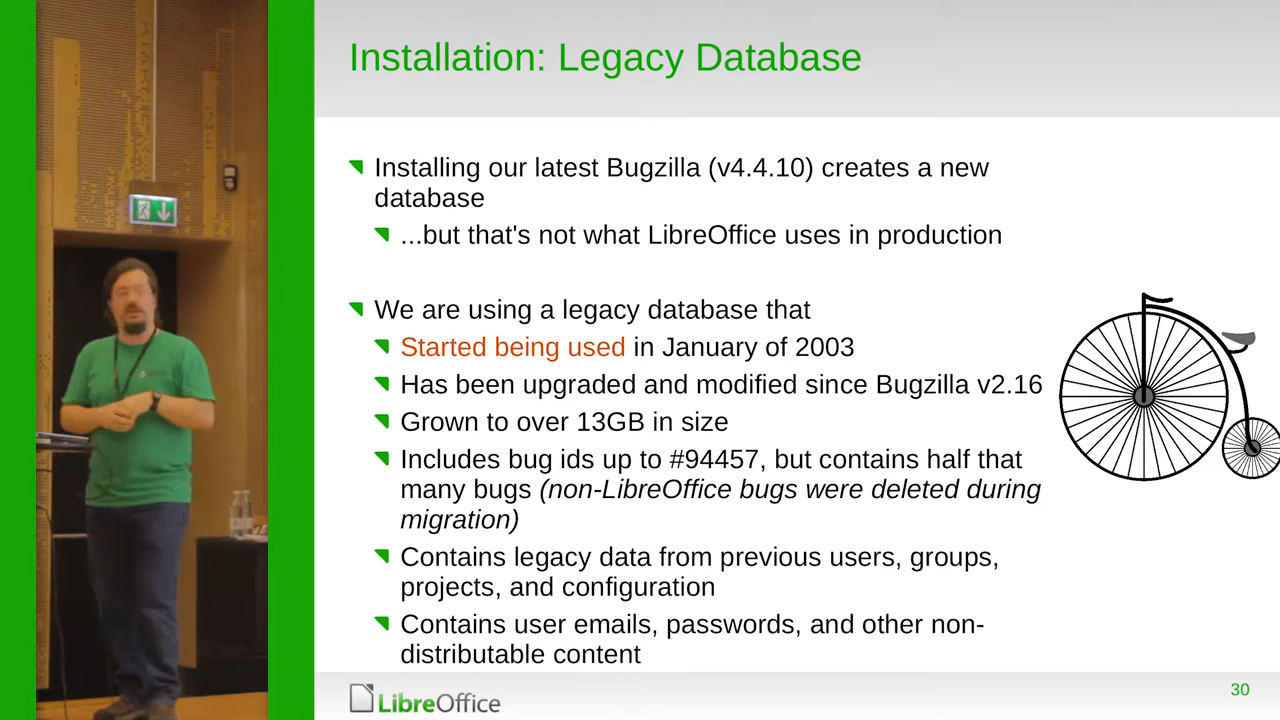 Installation: Legacy Database
Installing our latest Bugzilla (v4.4.10) creates a new
database
...but that's not what LibreOffice uses in production
We are using a legacy database that
Started being used in January of 2003
Has been upgraded and modified since Bugzilla v2.16
Grown to over 13GB in size
Includes bug ids up to #94457, but contains half that
many bugs (non-LibreOffice bugs were deleted during
migration)
Contains legacy data from previous users, groups,
projects, and configuration
Contains user emails, passwords, and other non-
distributable content
LibreOffice
30